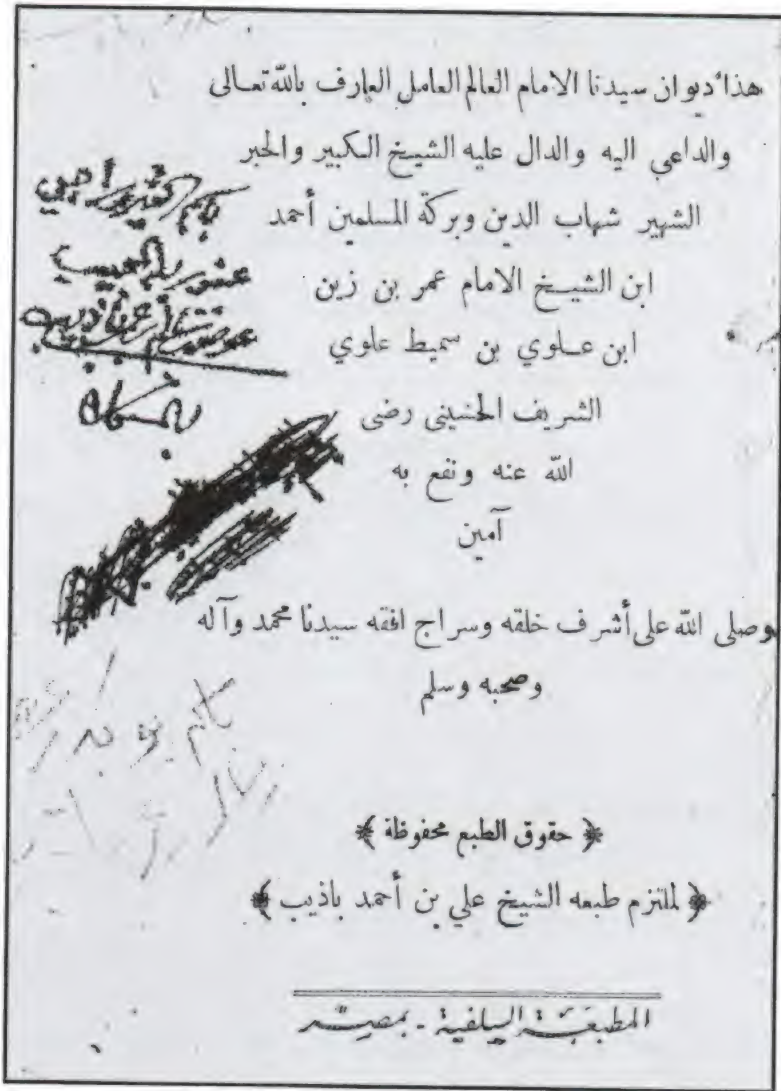 هذا ديوان سيدنا الامام العالم العامل العارف بالله تعالى
والداعي اليه والدال عليه الشيخ الكبير والحبر
الشهير شهاب الدين وبركة المسلمين أحمد
ابن الشيخ الامام عمر بن زين
ابن علوي بن سميط علوي
الشريف الحسيني رضى
الله عنه ونفع به
آمين
وصلى الله على أشرف خلقه وسراج افقه سيدنا محمد وآله
وصحبه وسلم
﴿ حقوق الطبع محفوظة ﴾
﴿ لملتزم طبعه الشيخ علي بن أحمد باذيب ﴾
المطبعة السلفية - بمصر